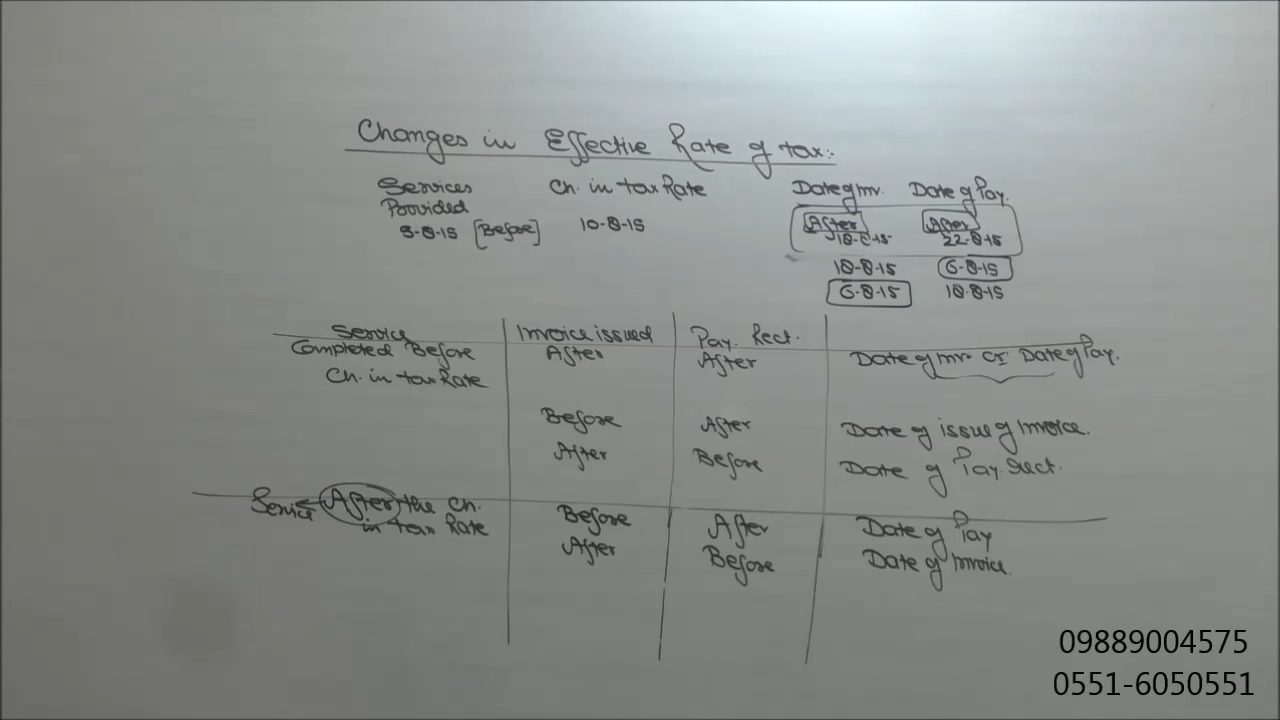 Changes in Effective Rate of tax:
Services Ch. in tax Rate Date of Inv. Date of Pay.
Provided
5-8-15 [Before] 10-8-15 After After
18-8-15 22-8-15
18-8-15 6-8-15
6-8-15 18-8-15
Service Invoice issued Pay. Rect.
Completed Before After After Date of Inv. or Date of Pay.
Ch. in tax Rate
Before After Date of issue of Invoice.
After Before Date of Pay. Rect.
Service After the Ch. Before After Date of Pay
in tax Rate After Before Date of Invoice.
09889004575
0551-6050551